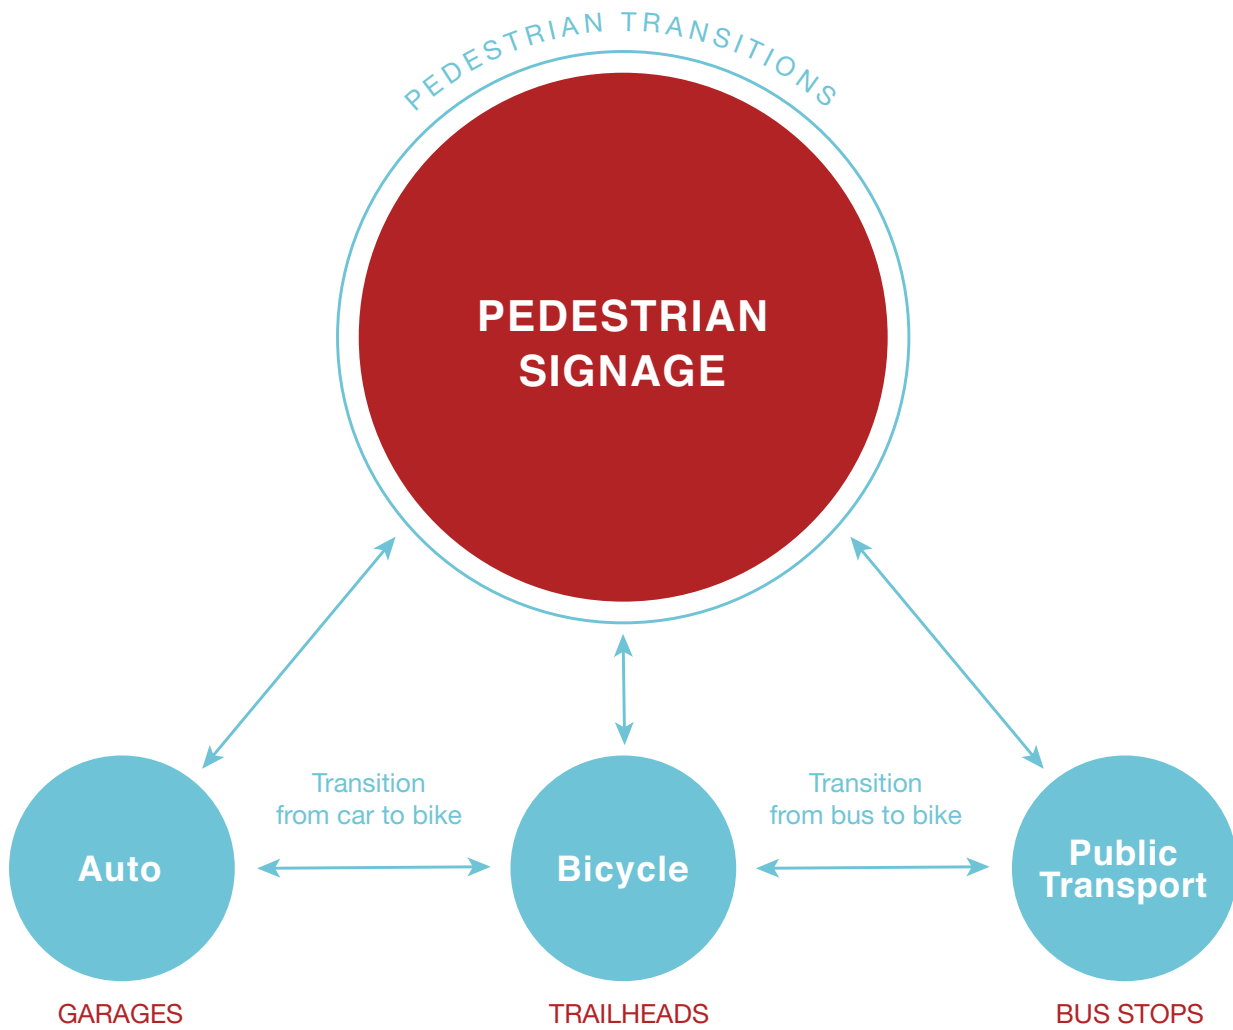 PEDESTRIAN TRANSITIONS
PEDESTRIAN
SIGNAGE
Transition
from car to bike
Transition
from bus to bike
Auto
Bicycle
Public
Transport
GARAGES
TRAILHEADS
BUS STOPS